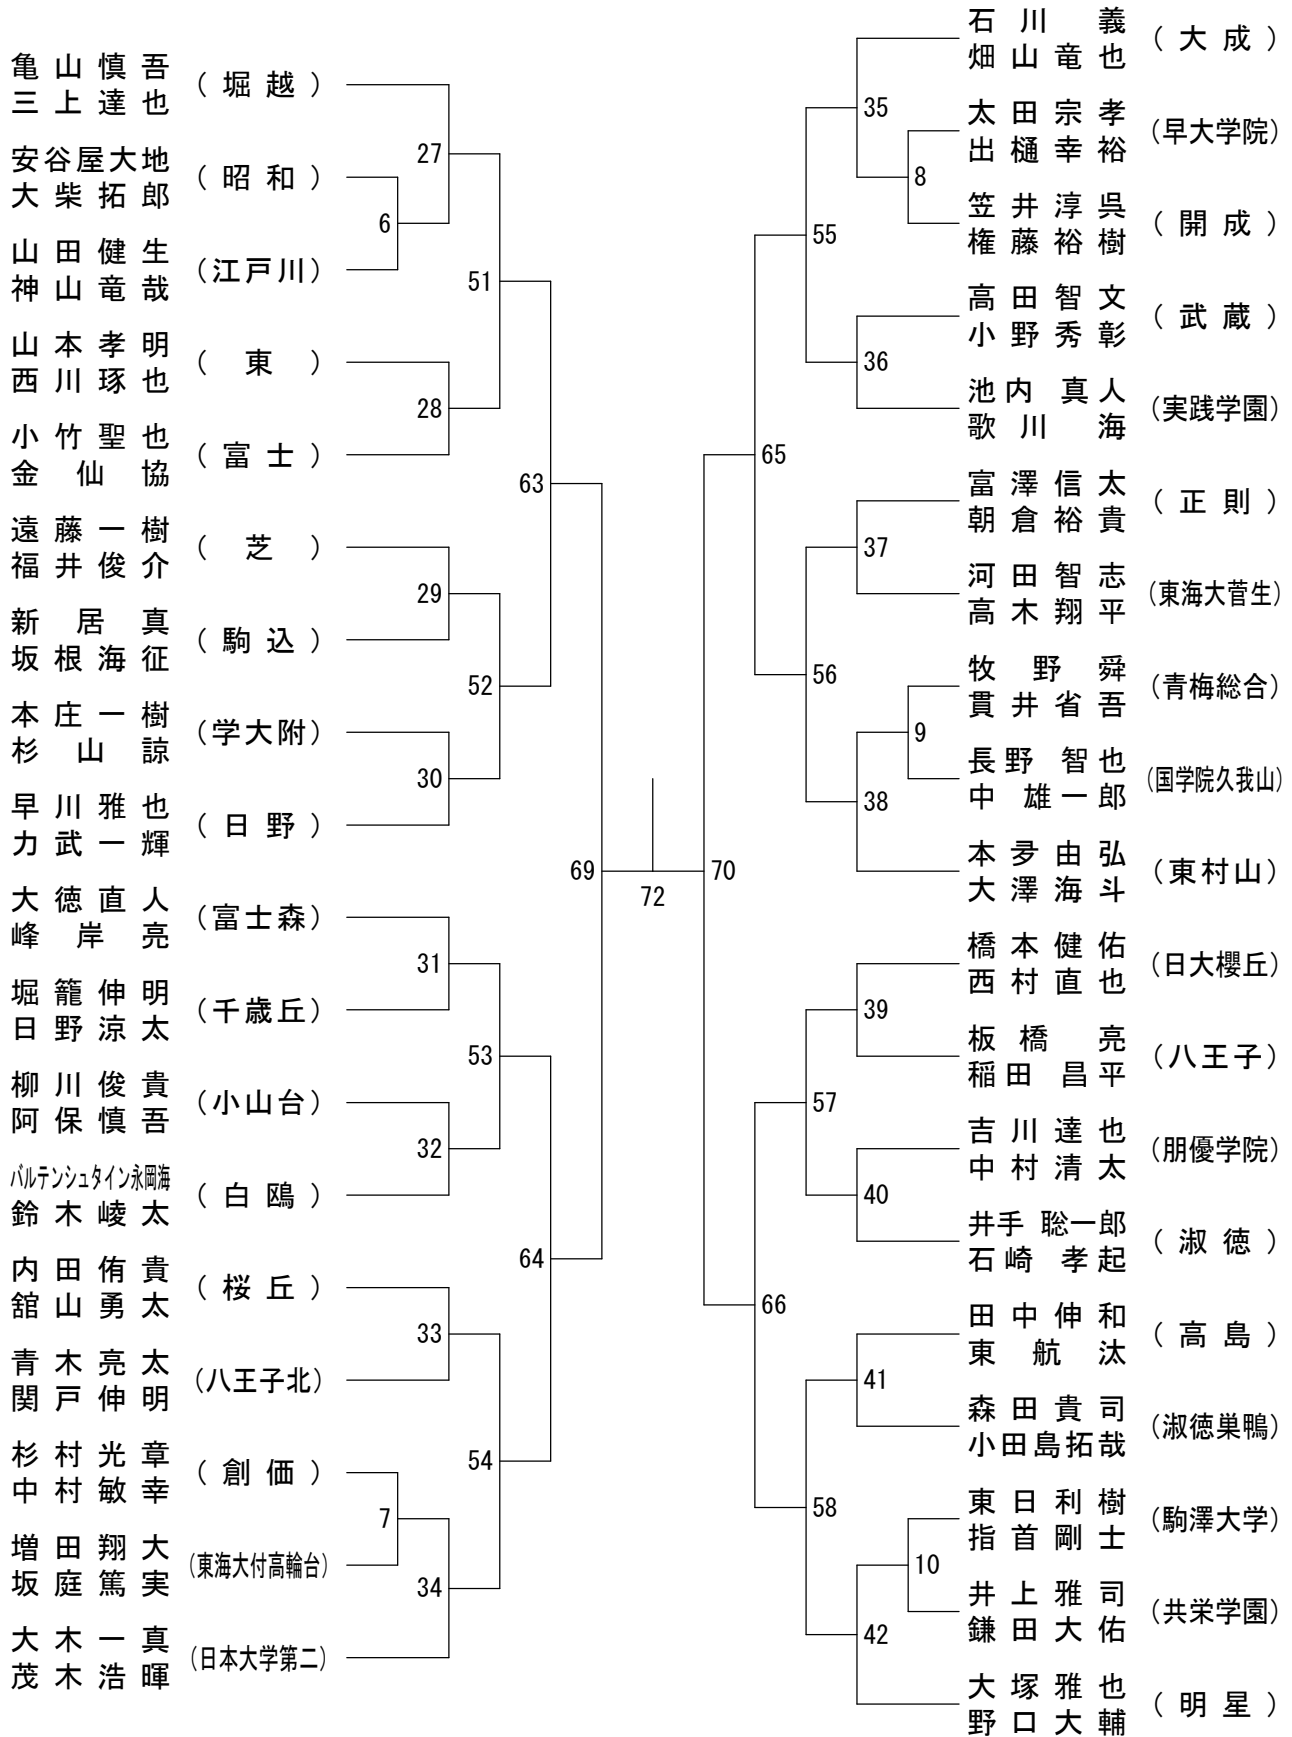 亀山慎吾
三上達也
（堀越）
安谷屋大地
大柴拓郎
（昭和）
山田健生
神山竜哉
（江戸川）
山本孝明
西川琢也
（東）
小竹聖也
金仙協
（富士）
遠藤一樹
福井俊介
（芝）
新居真
坂根海征
（駒込）
本庄一樹
杉山諒
（学大附）
早川雅也
力武一輝
（日野）
大徳直人
峰岸亮
（富士森）
堀籠伸明
日野涼太
（千歳丘）
柳川俊貴
阿保慎吾
（小山台）
バルテンシュタイン永岡海
鈴木崚太
（白鴎）
内田侑貴
舘山勇太
（桜丘）
青木亮太
関戸伸明
（八王子北）
杉村光章
中村敏幸
（創価）
増田翔大
坂庭篤実
（東海大付高輪台）
大木一真
茂木浩暉
（日本大学第二）
6
7
27
28
29
30
31
32
33
34
51
52
53
54
63
64
69
72
70
65
66
55
56
57
58
35
36
37
38
39
40
41
42
8
9
10
石川義
畑山竜也
（大成）
太田宗孝
出樋幸裕
（早大学院）
笠井淳呉
権藤裕樹
（開成）
高田智文
小野秀彰
（武蔵）
池内真人
歌川海
（実践学園）
富澤信太
朝倉裕貴
（正則）
河田智志
高木翔平
（東海大菅生）
牧野舜
貫井省吾
（青梅総合）
長野智也
中雄一郎
（国学院久我山）
本夛由弘
大澤海斗
（東村山）
橋本健佑
西村直也
（日大櫻丘）
板橋亮
稲田昌平
（八王子）
吉川達也
中村清太
（朋優学院）
井手聡一郎
石崎孝起
（淑徳）
田中伸和
東航汰
（高島）
森田貴司
小田島拓哉
（淑徳巣鴨）
東日利樹
指首剛士
（駒澤大学）
井上雅司
鎌田大佑
（共栄学園）
大塚雅也
野口大輔
（明星）